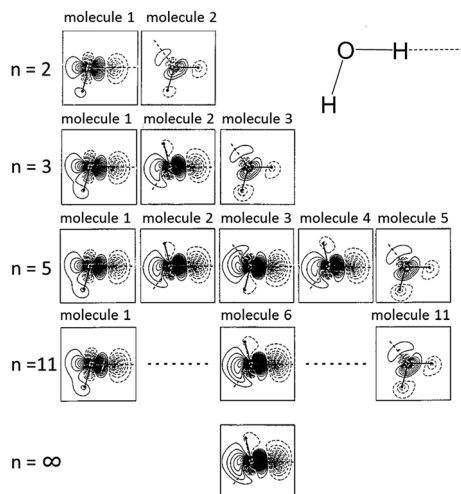 molecule 1 molecule 2
n = 2
O H
H
molecule 1 molecule 2 molecule 3
n = 3
molecule 1 molecule 2 molecule 3 molecule 4 molecule 5
n = 5
molecule 1 molecule 6 molecule 11
n =11
n = ∞